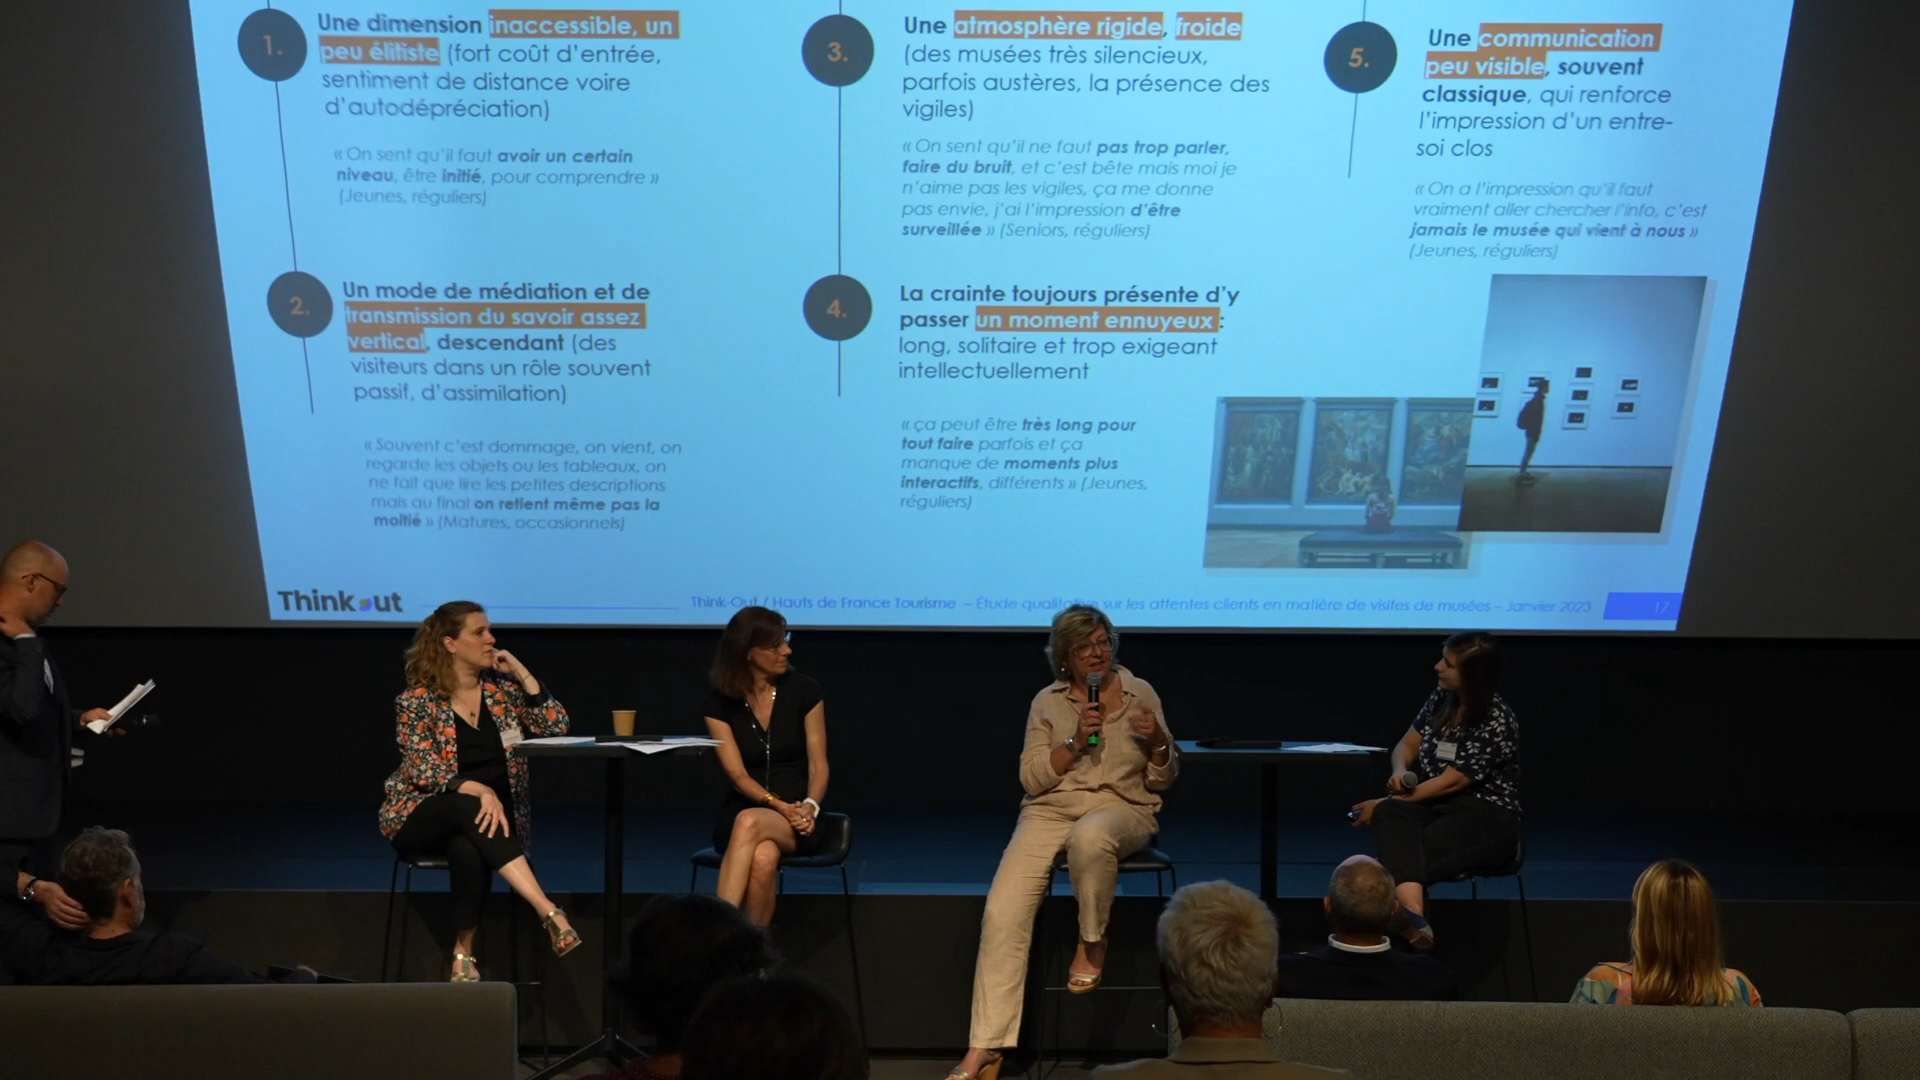 1.
Une dimension inaccessible, un
peu élitiste (fort coût d'entrée,
sentiment de distance voire
d'autodépréciation)
« On sent qu'il faut avoir un certain
niveau, être initié, pour comprendre »
(Jeunes, réguliers)
2.
Un mode de médiation et de
transmission du savoir assez
vertical, descendant (des
visiteurs dans un rôle souvent
passif, d'assimilation)
« Souvent c'est dommage, on vient, on
regarde les objets ou les tableaux, on
ne fait que lire les petites descriptions
mais au final on retient même pas la
moitié » (Matures, occasionnels)
3.
Une atmosphère rigide, froide
(des musées très silencieux,
parfois austères, la présence des
vigiles)
« On sent qu'il ne faut pas trop parler,
faire du bruit, et c'est bête mais moi je
n'aime pas les vigiles, ça me donne
pas envie, j'ai l'impression d'être
surveillée » (Seniors, réguliers)
4.
La crainte toujours présente d'y
passer un moment ennuyeux :
long, solitaire et trop exigeant
intellectuellement
« ça peut être très long pour
tout faire parfois et ça
manque de moments plus
interactifs, différents » (Jeunes,
réguliers)
5.
Une communication
peu visible, souvent
classique, qui renforce
l'impression d'un entre-
soi clos
« On a l'impression qu'il faut
vraiment aller chercher l'info, c'est
jamais le musée qui vient à nous »
(Jeunes, réguliers)
Think out
Think-Out / Hauts de France Tourisme – Étude qualitative sur les attentes clients en matière de visites de musées – Janvier 2023
17